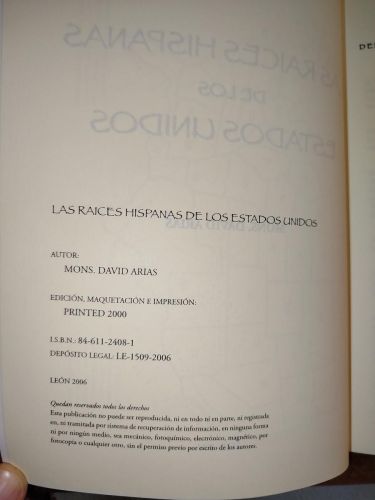 LAS RAICES HISPANAS DE LOS ESTADOS UNIDOS
AUTOR:
MONS. DAVID ARIAS
EDICIÓN, MAQUETACIÓN E IMPRESIÓN:
PRINTED 2000
I.S.B.N.: 84-611-2408-1
DEPÓSITO LEGAL: LE-1509-2006
LEÓN 2006
Quedan reservados todos los derechos
Esta publicación no puede ser reproducida, ni en todo ni en parte, ni registrada
en, ni tramitada por sistema de recuperación de información, en ninguna forma
ni por ningún medio, sea mecánico, fotoquímico, electrónico, magnético, por
fotocopia o cualquier otro, sin el permiso previo por escrito de los autores.